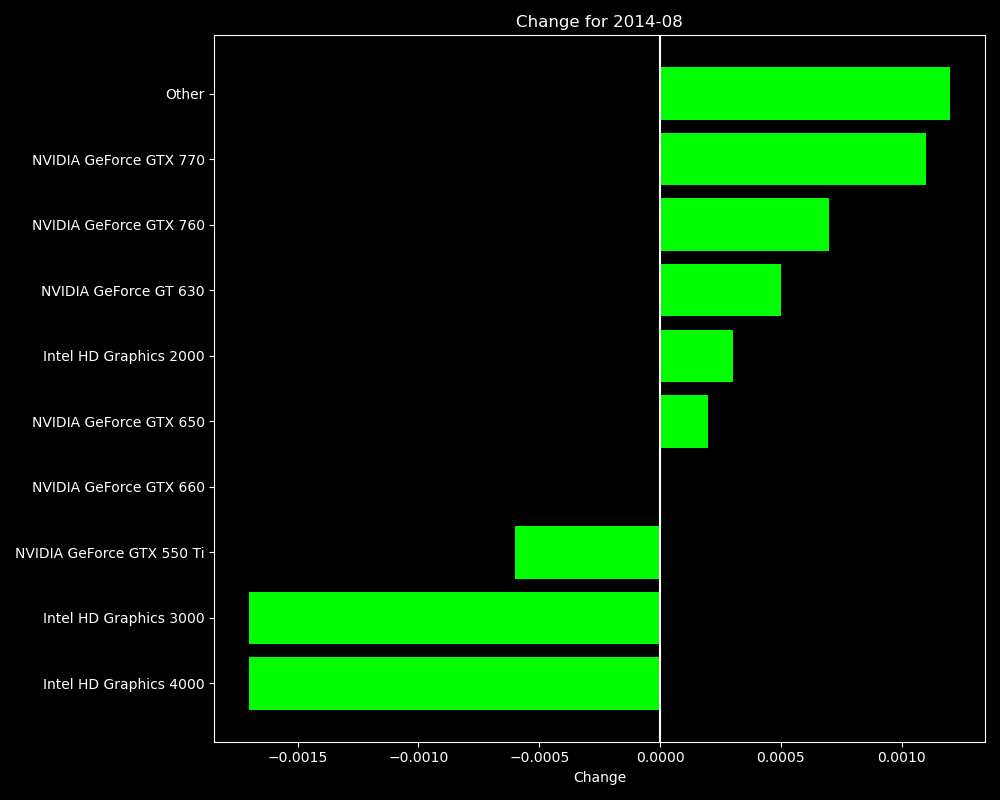 Change for 2014-08
Other
NVIDIA GeForce GTX 770
NVIDIA GeForce GTX 760
NVIDIA GeForce GT 630
Intel HD Graphics 2000
NVIDIA GeForce GTX 650
NVIDIA GeForce GTX 660
NVIDIA GeForce GTX 550 Ti
Intel HD Graphics 3000
Intel HD Graphics 4000
−0.0015 −0.0010 −0.0005 0.0000 0.0005 0.0010
Change